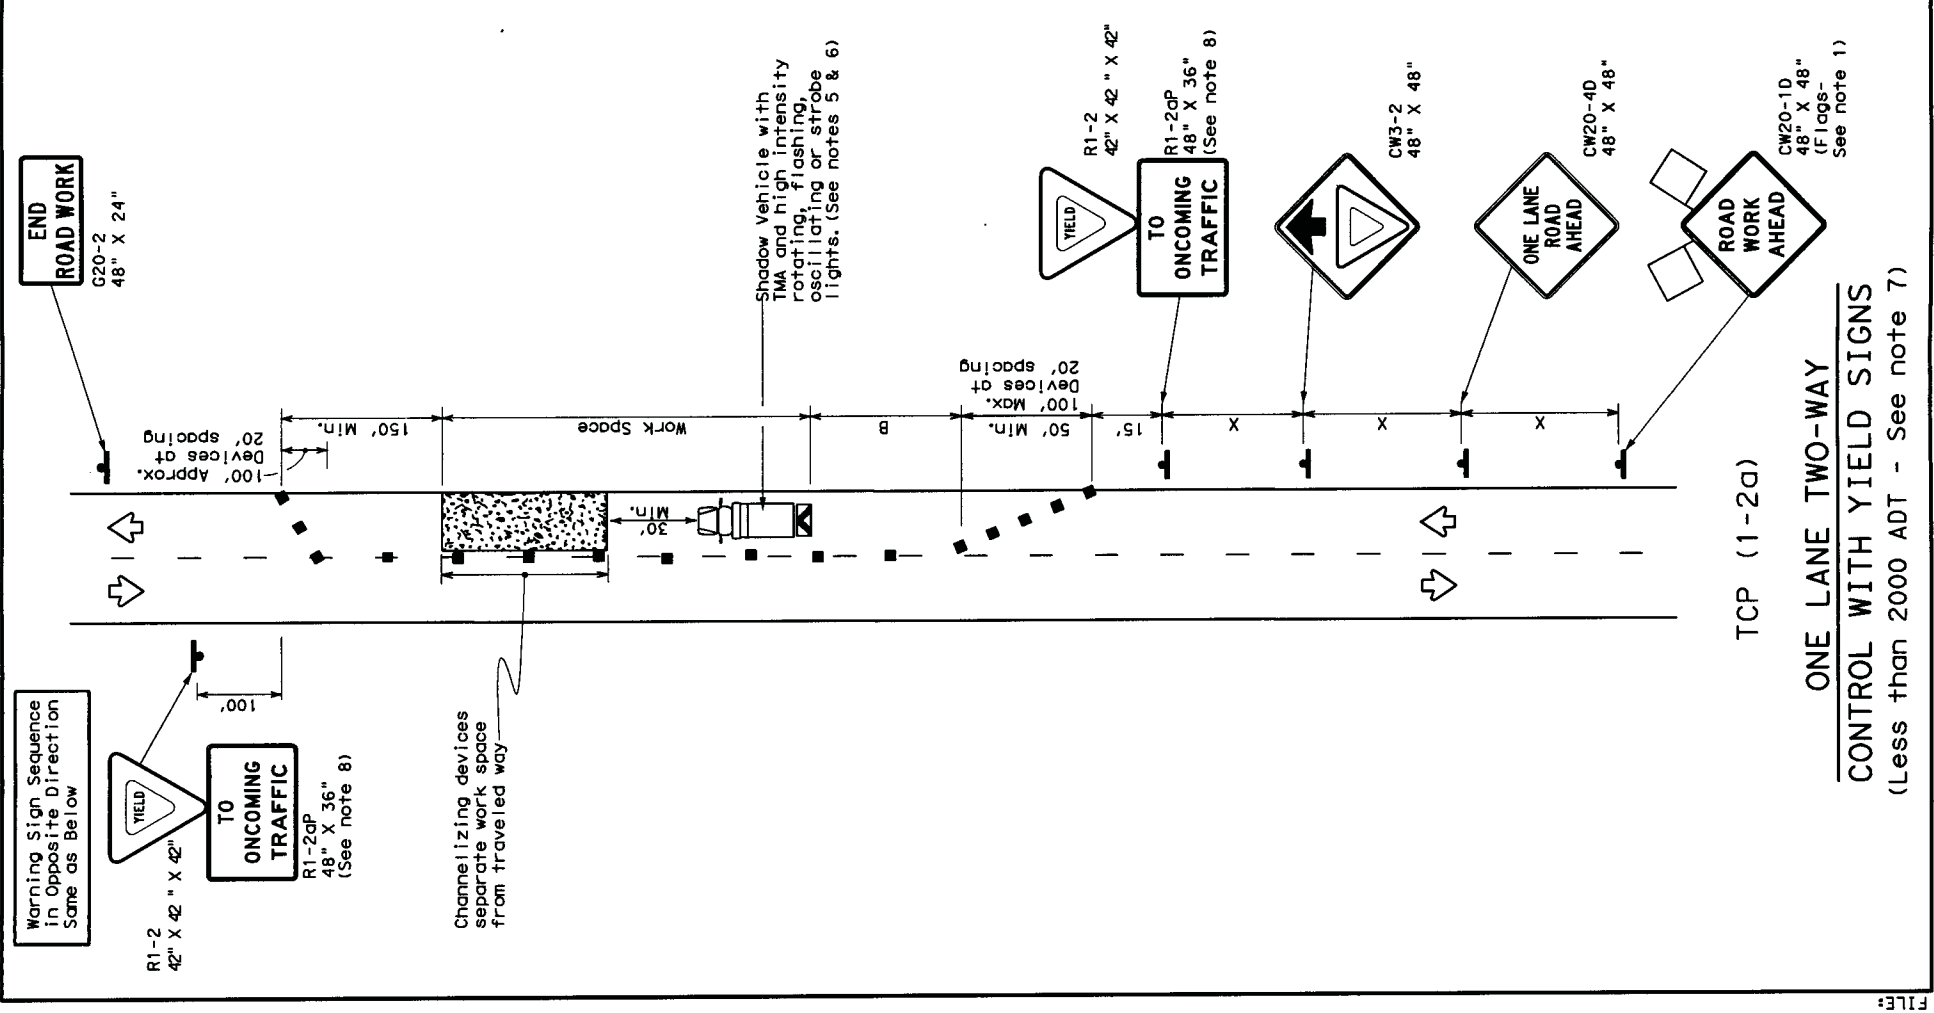 Warning Sign Sequence
in Opposite Direction
Same as Below
END
ROAD WORK
G20-2
48" X 24"
YIELD
R1-2
42" X 42 " X 42"
TO
ONCOMING
TRAFFIC
R1-2aP
48" X 36"
(See note 8)
100'
100' Approx.
Devices at
20' spacing
150' Min.
Work Space
Channelizing devices
separate work space
from traveled way
30'
Min.
Shadow Vehicle with
TMA and high intensity
rotating, flashing,
oscillating or strobe
lights. (See notes 5 & 6)
B
50' Min.
100' Max.
Devices at
20' spacing
15'
X
X
X
YIELD
R1-2
42" X 42 " X 42"
TO
ONCOMING
TRAFFIC
R1-2aP
48" X 36"
(See note 8)
CW3-2
48" X 48"
ONE LANE
ROAD
AHEAD
CW20-4D
48" X 48"
ROAD
WORK
AHEAD
CW20-1D
48" X 48"
(Flags-
See note 1)
TCP (1-2a)
ONE LANE TWO-WAY
CONTROL WITH YIELD SIGNS
(Less than 2000 ADT - See note 7)
FILE: